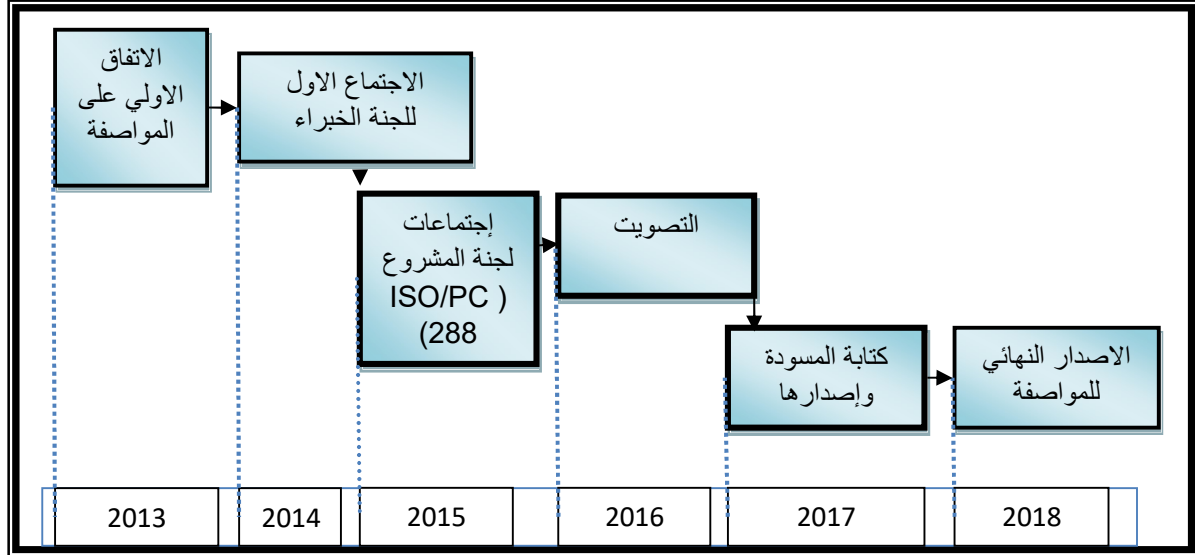 الاتفاق
الاولي على
المواصفة
الاجتماع الاول
للجنة الخبراء
إجتماعات
لجنة المشروع
( ISO/PC
288)
التصويت
كتابة المسودة
وإصدارها
الاصدار النهائي
للمواصفة
2013
2014
2015
2016
2017
2018